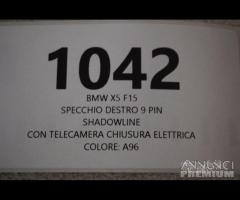 1042
BMW X5 F15
SPECCHIO DESTRO 9 PIN
SHADOWLINE
CON TELECAMERA CHIUSURA ELETTRICA
COLORE: A96
ANNUNCI
PREMIUM